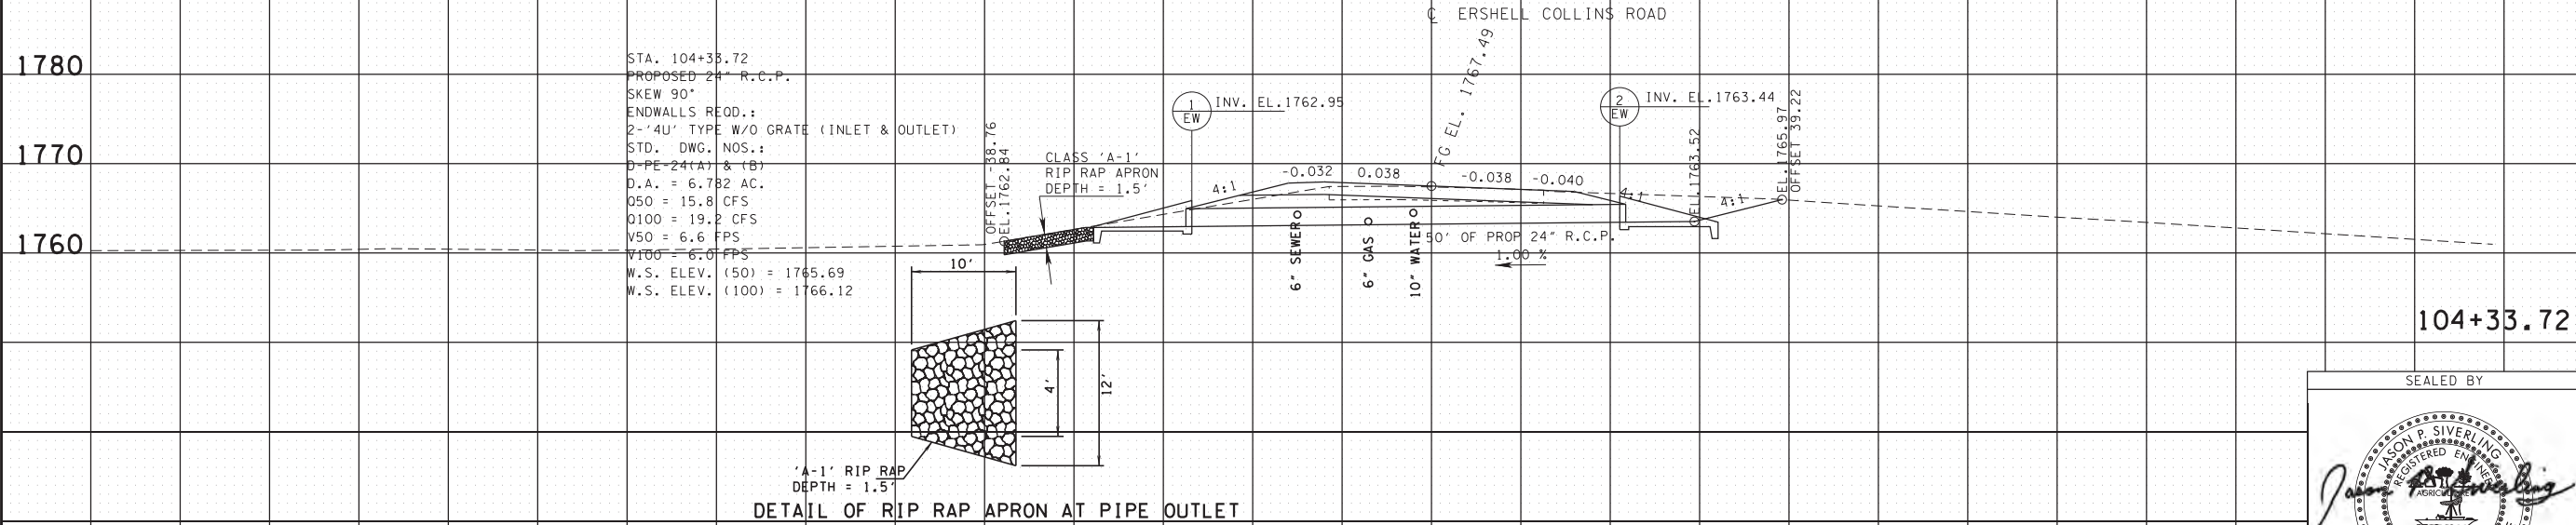 ℄ ERSHELL COLLINS ROAD
1780
1770
1760
STA. 104+33.72
PROPOSED 24" R.C.P.
SKEW 90°
ENDWALLS REQD.:
2-'4U' TYPE W/O GRATE (INLET & OUTLET)
STD. DWG. NOS.:
D-PE-24(A) & (B)
D.A. = 6.782 AC.
Q50 = 15.8 CFS
Q100 = 19.2 CFS
V50 = 6.6 FPS
V100 = 6.0 FPS
W.S. ELEV. (50) = 1765.69
W.S. ELEV. (100) = 1766.12
OFFSET -38.76
EL.1762.84
CLASS 'A-1'
RIP RAP APRON
DEPTH = 1.5'
1
EW
INV. EL.1762.95
4:1
-0.032
0.038
FG EL. 1767.49
-0.038
-0.040
2
EW
INV. EL.1763.44
4:1
EL.1763.52
4:1
EL.1765.97
OFFSET 39.22
6" SEWER
6" GAS
10" WATER
50' OF PROP 24" R.C.P.
1.00 %
10'
4'
12'
'A-1' RIP RAP
DEPTH = 1.5'
DETAIL OF RIP RAP APRON AT PIPE OUTLET
104+33.72
SEALED BY
JASON P. SIVERLING
REGISTERED ENGINEER
AGRICULTURE
Jason P. Siverling